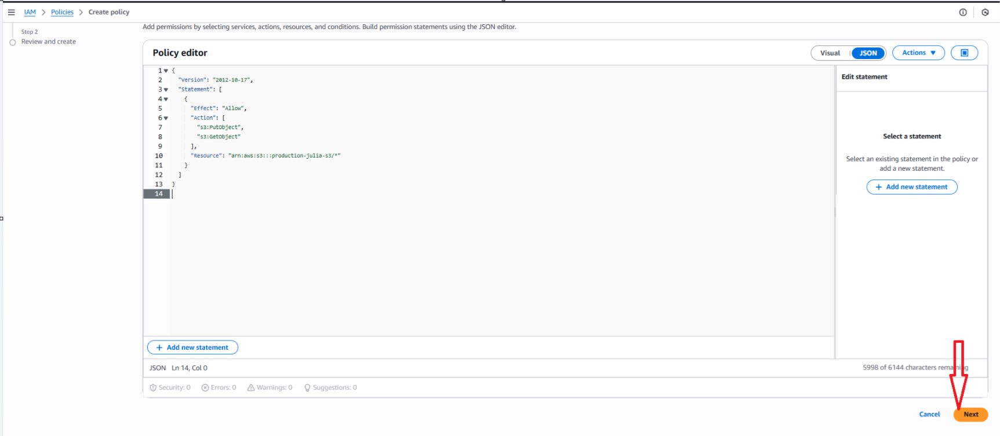 IAM > Policies > Create policy
Step 2
Review and create
Add permissions by selecting services, actions, resources, and conditions. Build permission statements using the JSON editor.
Policy editor
Visual | JSON Actions ▼
1 {
2 "Version": "2012-10-17",
3 "Statement": [
4 {
5 "Effect": "Allow",
6 "Action": [
7 "s3:PutObject",
8 "s3:GetObject"
9 ],
10 "Resource": "arn:aws:s3:::production-julia-s3/*"
11 }
12 ]
13 }
14
Edit statement
Select a statement
Select an existing statement in the policy or
add a new statement.
+ Add new statement
+ Add new statement
JSON Ln 14, Col 0
5998 of 6144 characters remaining
Security: 0 Errors: 0 Warnings: 0 Suggestions: 0
Cancel Next